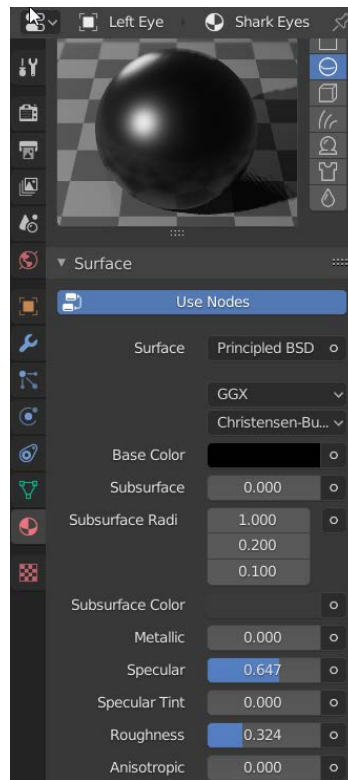 Left Eye Shark Eyes
Surface
Use Nodes
Surface Principled BSD
GGX
Christensen-Bu...
Base Color
Subsurface 0.000
Subsurface Radi 1.000
0.200
0.100
Subsurface Color
Metallic 0.000
Specular 0.647
Specular Tint 0.000
Roughness 0.324
Anisotropic 0.000